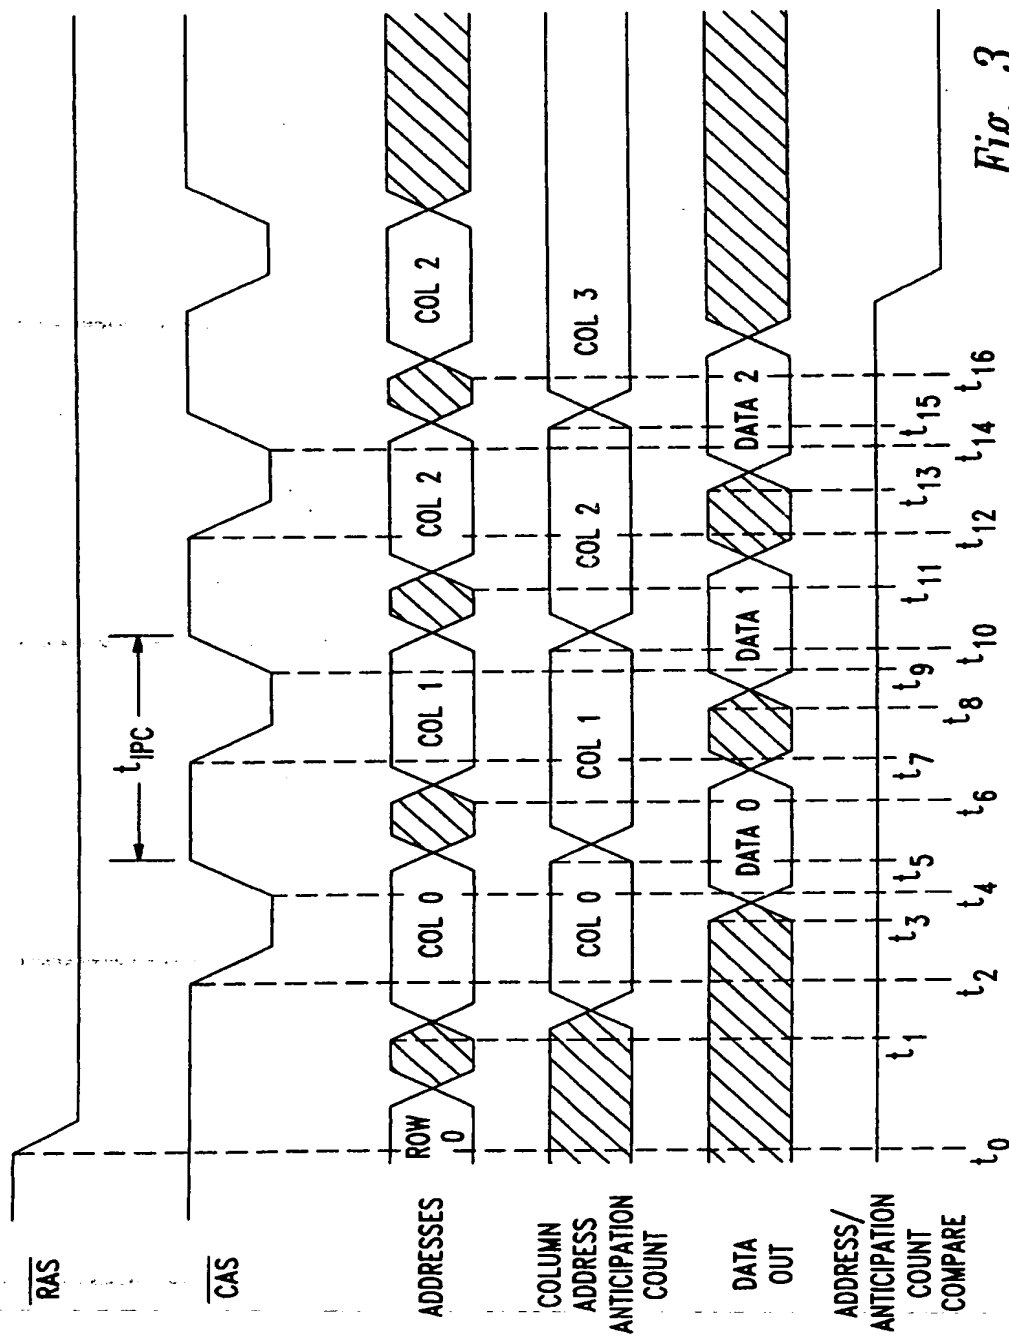 RAS
CAS
tIPC
ADDRESSES
ROW
0
COL 0
COL 1
COL 2
COL 2
COLUMN
ADDRESS
ANTICIPATION
COUNT
COL 0
COL 1
COL 2
COL 3
DATA
OUT
DATA 0
DATA 1
DATA 2
ADDRESS/
ANTICIPATION
COUNT
COMPARE
t0
t1
t2
t3
t4
t5
t6
t7
t8
t9
t10
t11
t12
t13
t14
t15
t16
Fig. 3